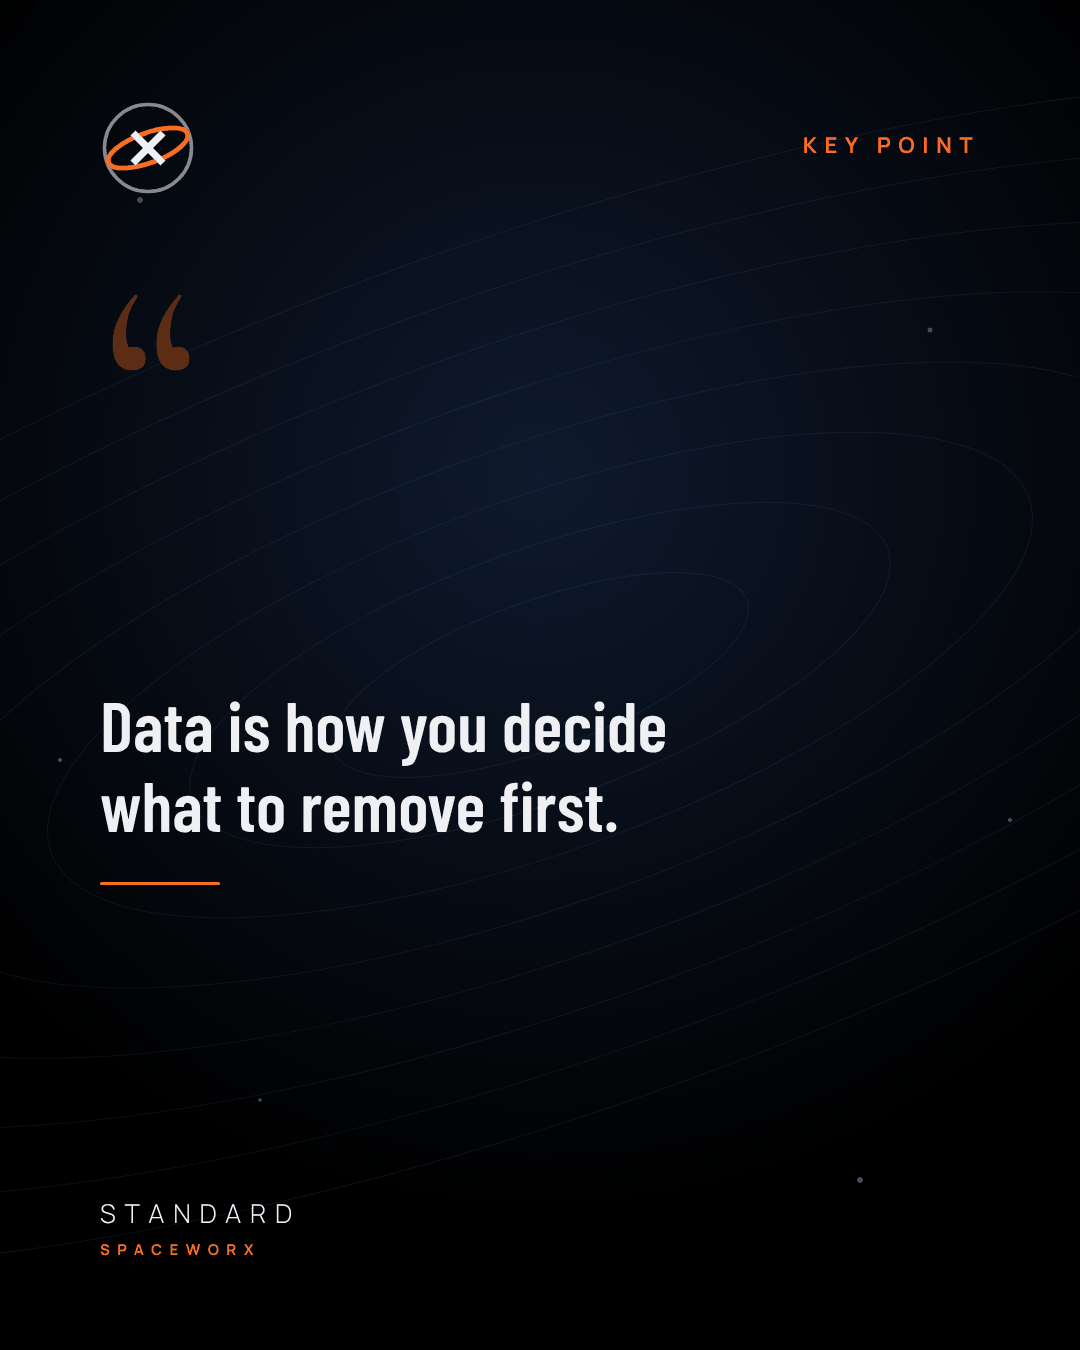 KEY POINT
“
Data is how you decide
what to remove first.
STANDARD
SPACEWORX